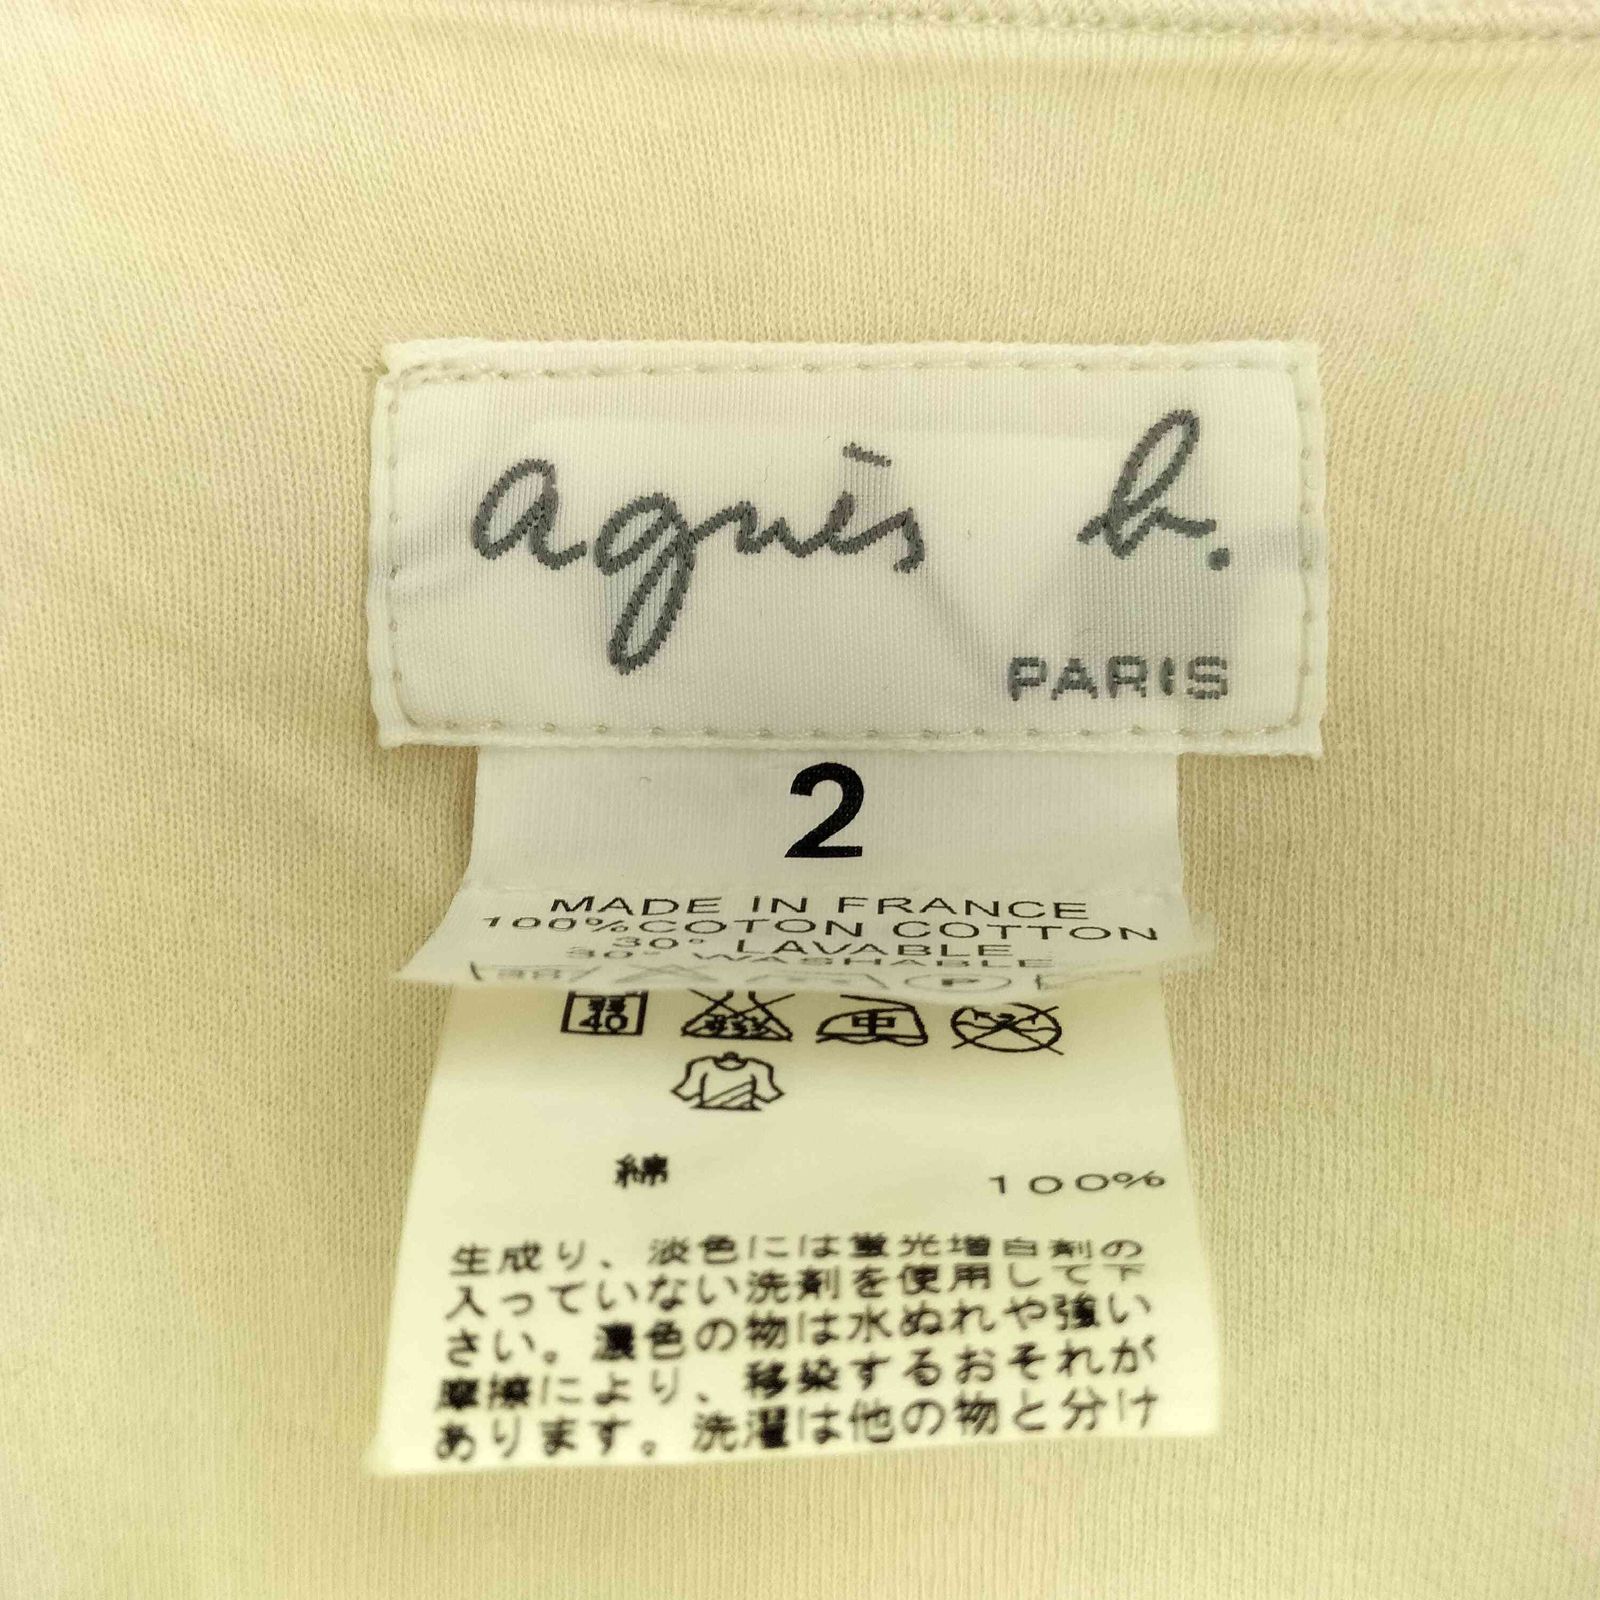 agnès b.
PARIS
2
MADE IN FRANCE
100%COTON COTTON
30° LAVABLE
30° WASHABLE
P
40
中
綿 100%
生成り、淡色には蛍光増白剤の
入っていない洗剤を使用して下
さい。濃色の物は水ぬれや強い
摩擦により、移染するおそれが
あります。洗濯は他の物と分け